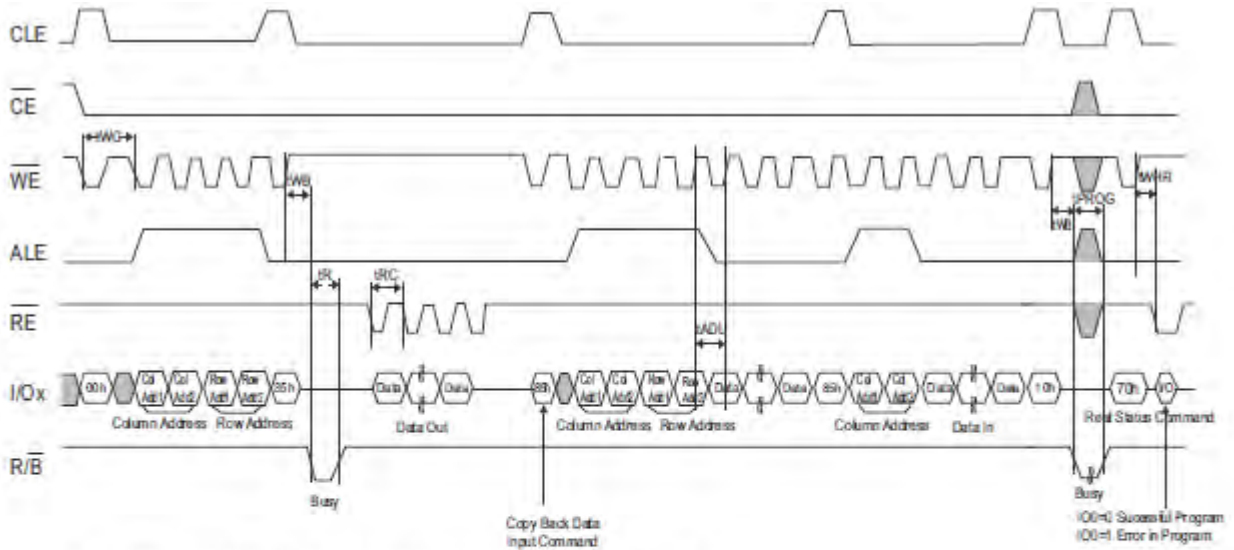 CLE
CE
tWC
WE
tWB
tWB
tPROG
tWHR
ALE
tR
tRC
RE
tADL
I/Ox
00h
Col Add1
Col Add2
Row Add1
Row Add2
35h
Data
Data
85h
Col Add1
Col Add2
Row Add1
Row Add2
Data
Data
85h
Col Add1
Col Add2
Data
Data
10h
70h
I/O
Column Address
Row Address
Data Out
Column Address
Row Address
Column Address
Data In
Read Status Command
R/B
Busy
Busy
Copy Back Data
Input Command
IO0=0 Sucessful Program
IO0=1 Error in Program